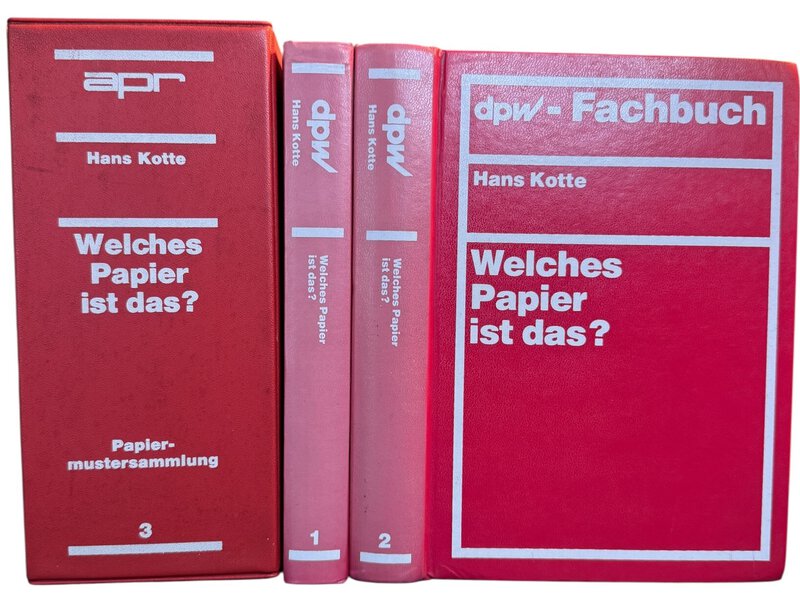 apr
Hans Kotte
Welches
Papier
ist das?
Papier-
mustersammlung
3
dpw
Hans Kotte
Welches Papier
ist das?
1
dpw
Hans Kotte
Welches Papier
ist das?
2
dpw - Fachbuch
Hans Kotte
Welches
Papier
ist das?